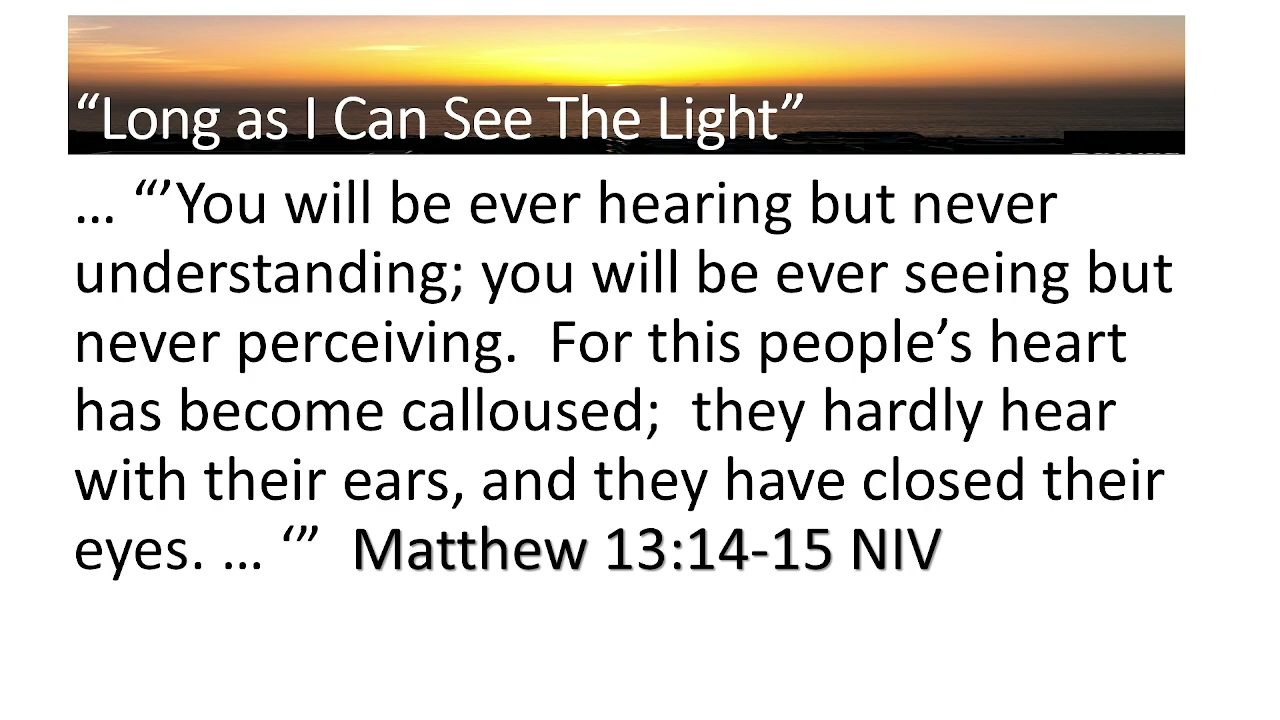 “Long as I Can See The Light”
… “’You will be ever hearing but never
understanding; you will be ever seeing but
never perceiving.  For this people’s heart
has become calloused;  they hardly hear
with their ears, and they have closed their
eyes. … ‘”  Matthew 13:14-15 NIV